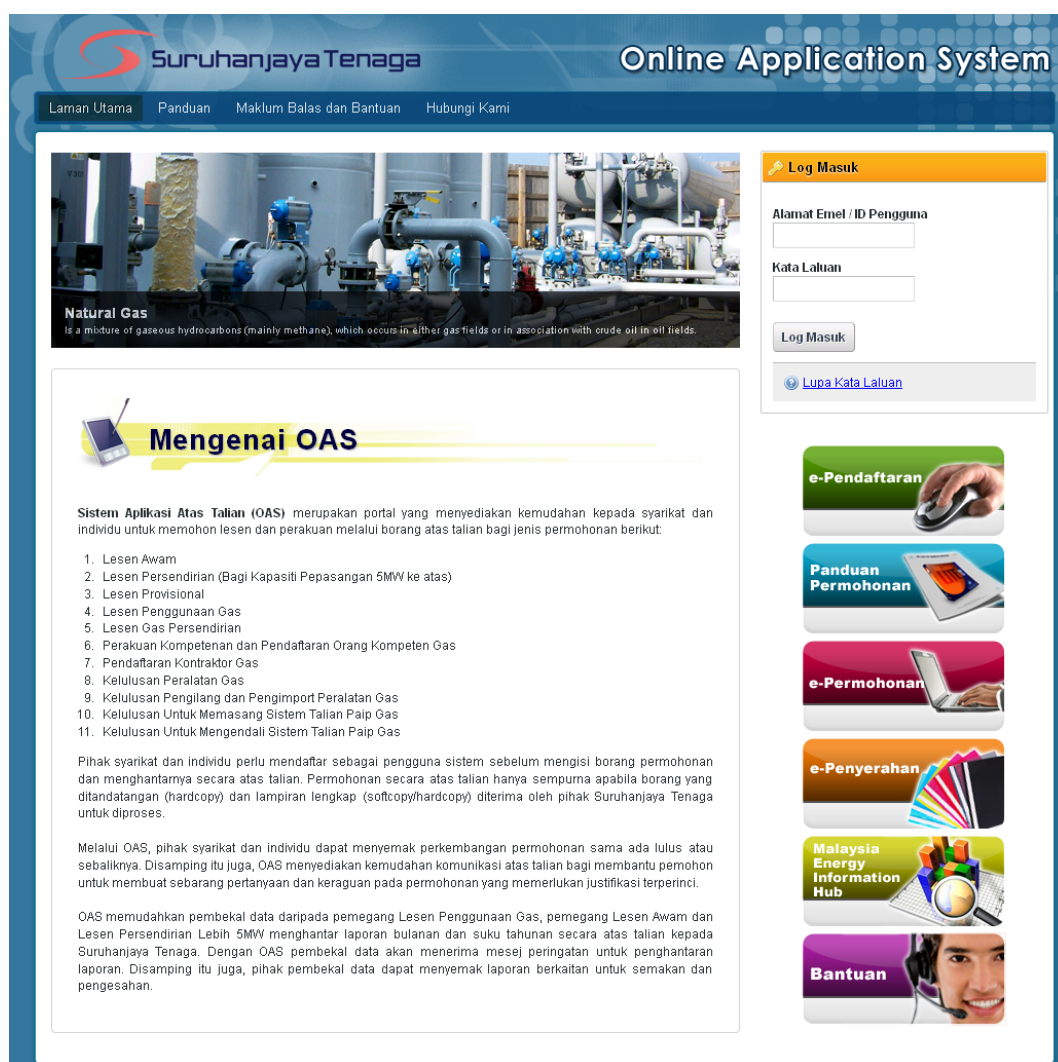 Suruhanjaya Tenaga
Online Application System
Laman Utama Panduan Maklum Balas dan Bantuan Hubungi Kami
V 301
Natural Gas
Is a mixture of gaseous hydrocarbons (mainly methane), which occurs in either gas fields or in association with crude oil in oil fields.
Log Masuk
Alamat Emel / ID Pengguna
Kata Laluan
Log Masuk
Lupa Kata Laluan
Mengenai OAS
Sistem Aplikasi Atas Talian (OAS) merupakan portal yang menyediakan kemudahan kepada syarikat dan
individu untuk memohon lesen dan perakuan melalui borang atas talian bagi jenis permohonan berikut:
1. Lesen Awam
2. Lesen Persendirian (Bagi Kapasiti Pepasangan 5MW ke atas)
3. Lesen Provisional
4. Lesen Penggunaan Gas
5. Lesen Gas Persendirian
6. Perakuan Kompetenan dan Pendaftaran Orang Kompeten Gas
7. Pendaftaran Kontraktor Gas
8. Kelulusan Peralatan Gas
9. Kelulusan Pengilang dan Pengimport Peralatan Gas
10. Kelulusan Untuk Memasang Sistem Talian Paip Gas
11. Kelulusan Untuk Mengendali Sistem Talian Paip Gas
Pihak syarikat dan individu perlu mendaftar sebagai pengguna sistem sebelum mengisi borang permohonan
dan menghantarnya secara atas talian. Permohonan secara atas talian hanya sempurna apabila borang yang
ditandatangan (hardcopy) dan lampiran lengkap (softcopy/hardcopy) diterima oleh pihak Suruhanjaya Tenaga
untuk diproses.
Melalui OAS, pihak syarikat dan individu dapat menyemak perkembangan permohonan sama ada lulus atau
sebaliknya. Disamping itu juga, OAS menyediakan kemudahan komunikasi atas talian bagi membantu pemohon
untuk membuat sebarang pertanyaan dan keraguan pada permohonan yang memerlukan justifikasi terperinci.
OAS memudahkan pembekal data daripada pemegang Lesen Penggunaan Gas, pemegang Lesen Awam dan
Lesen Persendirian Lebih 5MW menghantar laporan bulanan dan suku tahunan secara atas talian kepada
Suruhanjaya Tenaga. Dengan OAS pembekal data akan menerima mesej peringatan untuk penghantaran
laporan. Disamping itu juga, pihak pembekal data dapat menyemak laporan berkaitan untuk semakan dan
pengesahan.
e-Pendaftaran
Panduan
Permohonan
e-Permohonan
e-Penyerahan
Malaysia
Energy
Information
Hub
Bantuan